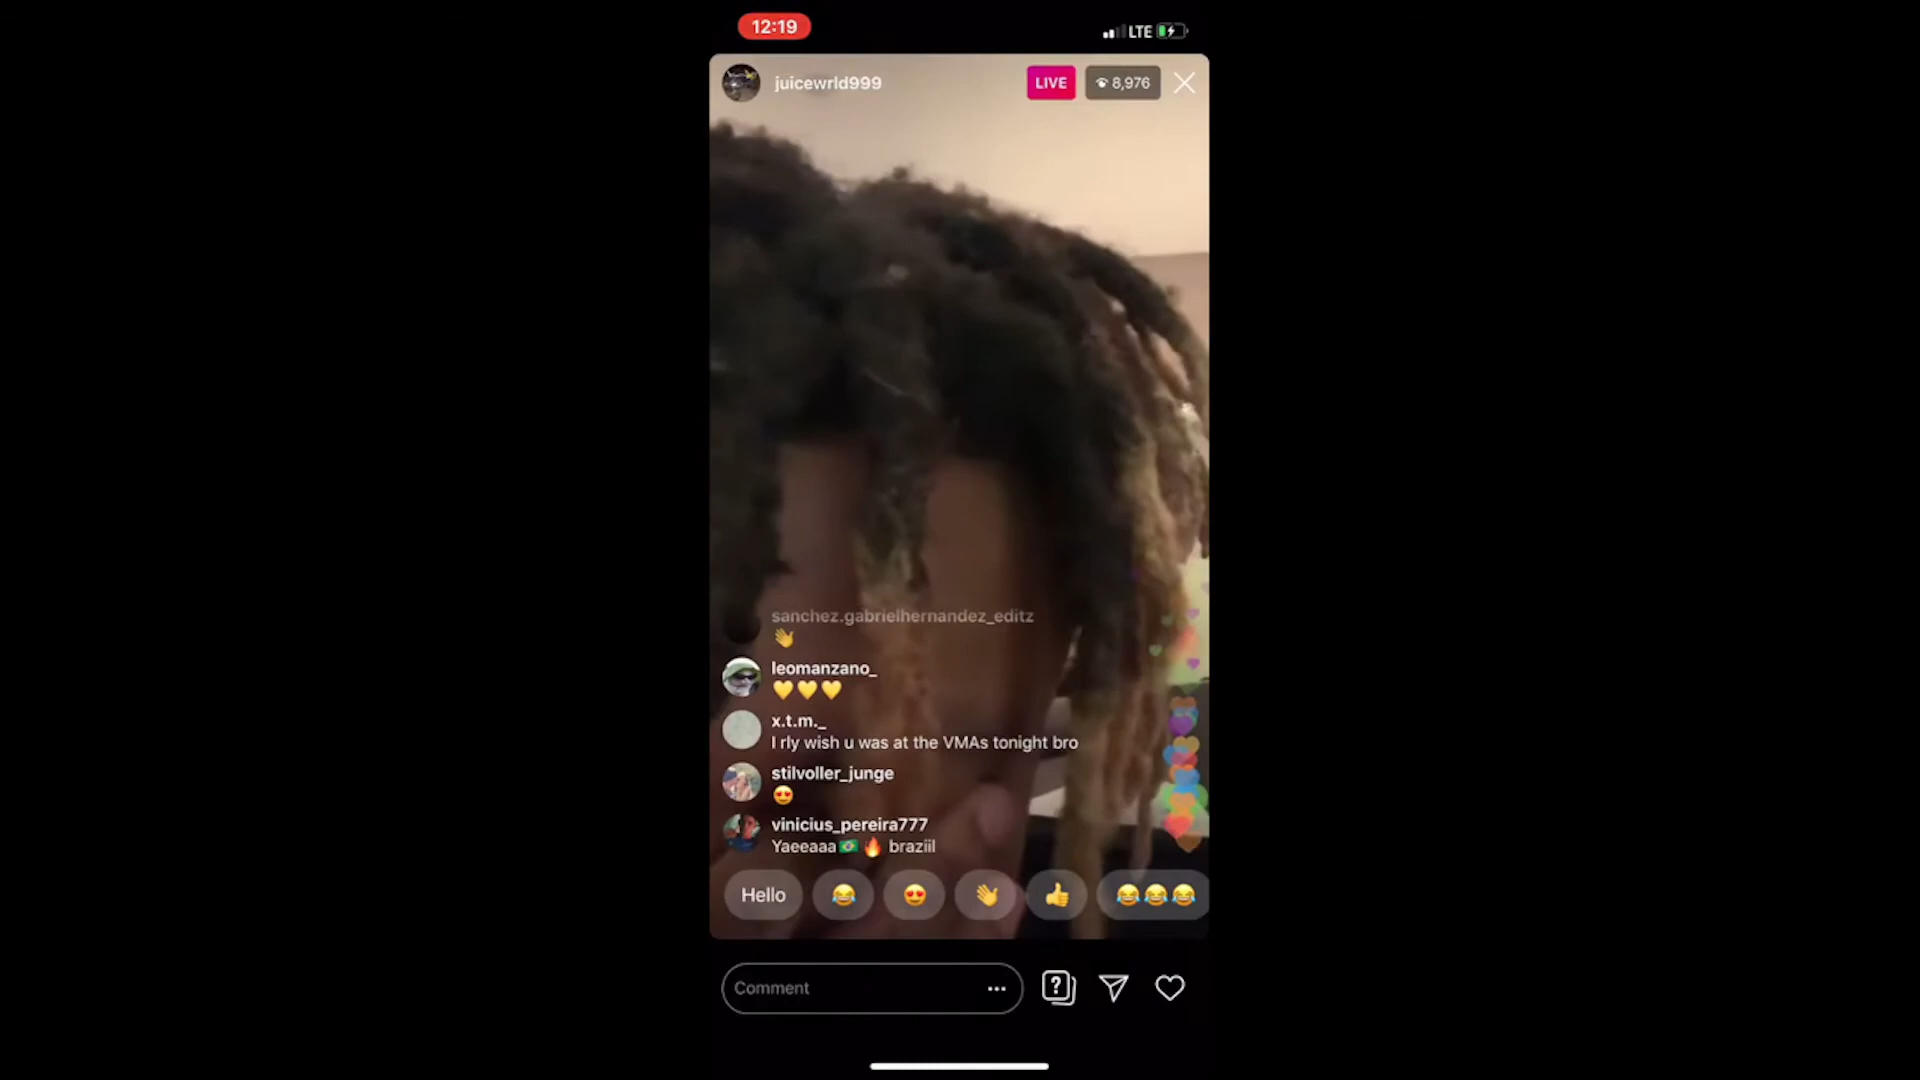 12:19
LTE
juicewrld999
LIVE
8,976
sanchez.gabrielhernandez_editz
👋
leomanzano_
💛💛💛
x.t.m._
I rly wish u was at the VMAs tonight bro
stilvoller_junge
😍
vinicius_pereira777
Yaeeaaa🇧🇷🔥 braziil
Hello
😂
😍
👋
👍
😂😂😂
Comment